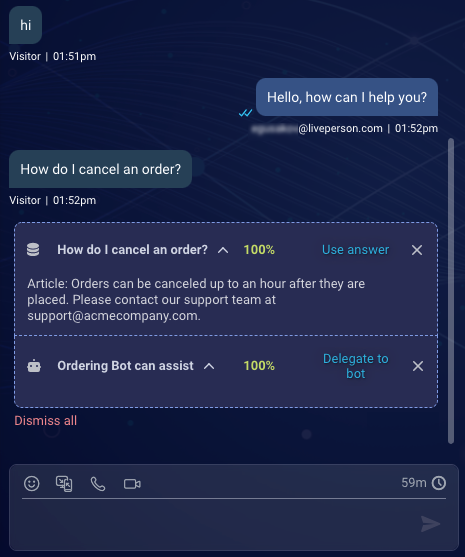 hi
Visitor | 01:51pm
Hello, how can I help you?
@liveperson.com | 01:52pm
How do I cancel an order?
Visitor | 01:52pm
How do I cancel an order? 100% Use answer
Article: Orders can be canceled up to an hour after they are
placed. Please contact our support team at
support@acmecompany.com.
Ordering Bot can assist 100% Delegate to
bot
Dismiss all
59m